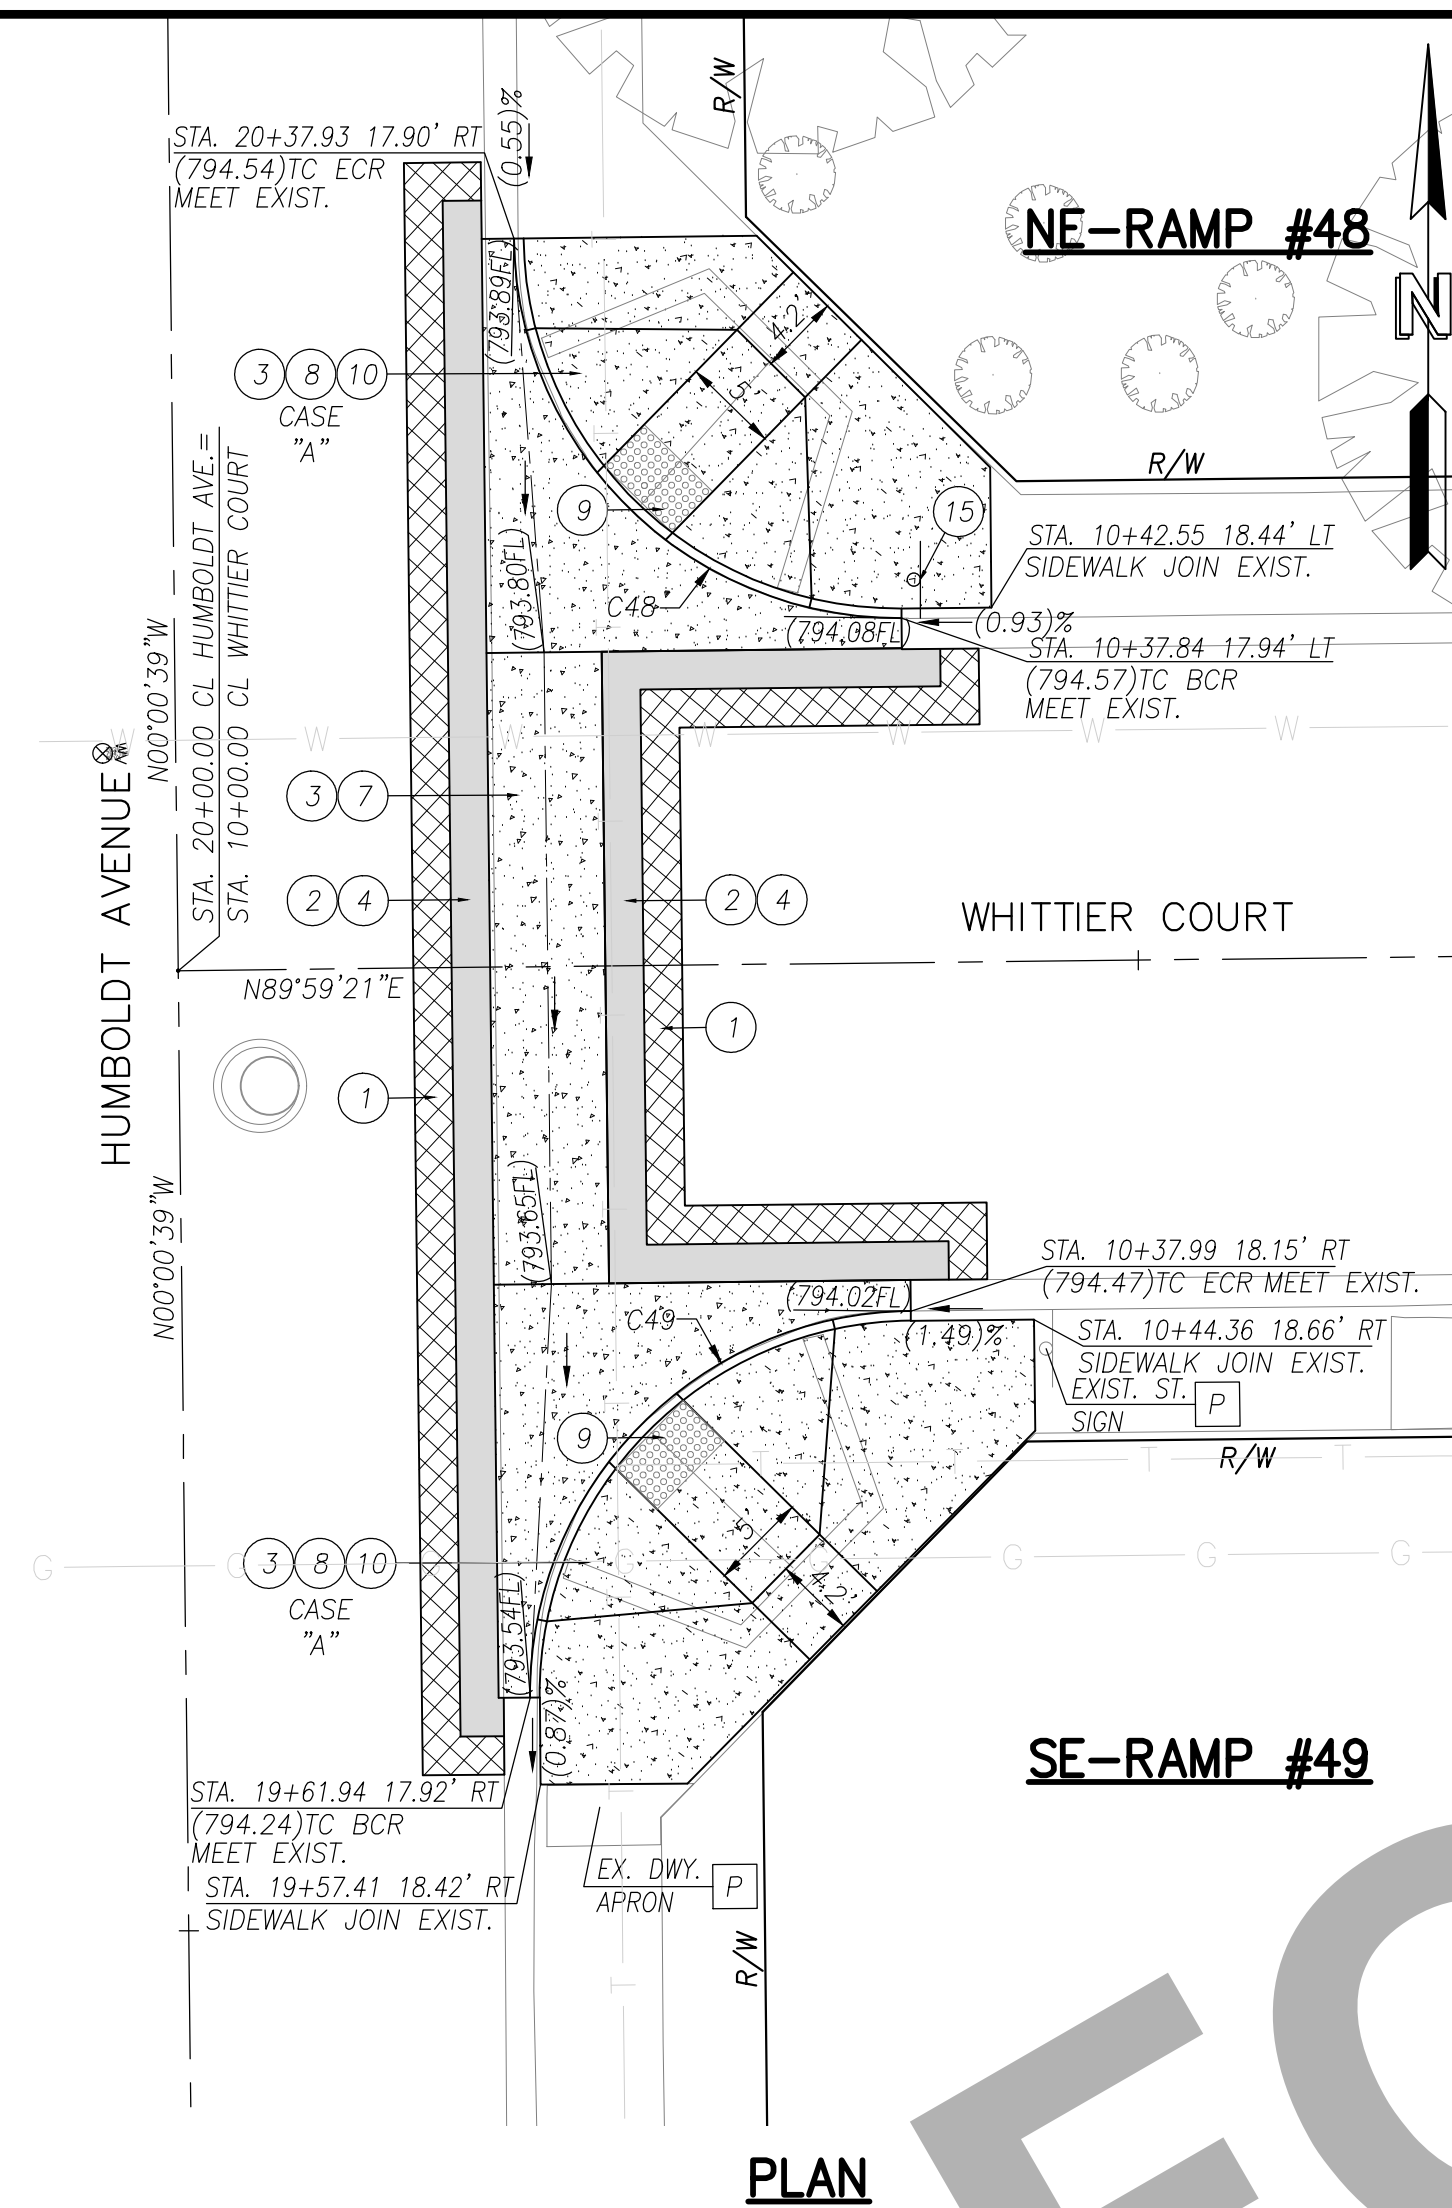 STA. 20+37.93 17.90' RT
(794.54)TC ECR
MEET EXIST.
(0.55)%
R/W
NE-RAMP #48
N
(793.89FL)
4.2'
5'
3 8 10
CASE
"A"
R/W
9
15
STA. 10+42.55 18.44' LT
SIDEWALK JOIN EXIST.
(793.80FL)
C48
(794.08FL)
(0.93)%
STA. 10+37.84 17.94' LT
(794.57)TC BCR
MEET EXIST.
STA. 20+00.00 CL HUMBOLDT AVE.=
STA. 10+00.00 CL WHITTIER COURT
N00°00'39"W
W W W W W W W
HUMBOLDT AVENUE
3 7
2 4
2 4
WHITTIER COURT
N89°59'21"E
1
1
N00°00'39"W
(793.65FL)
STA. 10+37.99 18.15' RT
(794.47)TC ECR MEET EXIST.
(794.02FL)
C49
(1.49)%
STA. 10+44.36 18.66' RT
SIDEWALK JOIN EXIST.
EXIST. ST.
SIGN
P
9
R/W
T T T T
5'
4.2'
3 8 10
CASE
"A"
G G G G G G G
(793.54FL)
(0.87)%
SE-RAMP #49
STA. 19+61.94 17.92' RT
(794.24)TC BCR
MEET EXIST.
STA. 19+57.41 18.42' RT
SIDEWALK JOIN EXIST.
EX. DWY.
APRON
P
R/W
T
PLAN